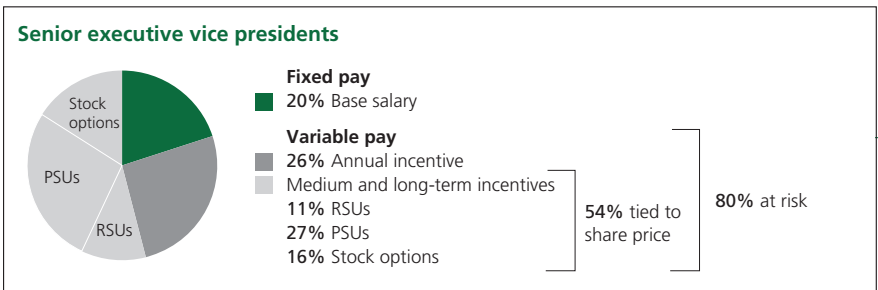 Senior executive vice presidents
Stock
options
PSUs
RSUs
Fixed pay
20% Base salary
Variable pay
26% Annual incentive
Medium and long-term incentives
11% RSUs
27% PSUs
16% Stock options
54% tied to
share price
80% at risk